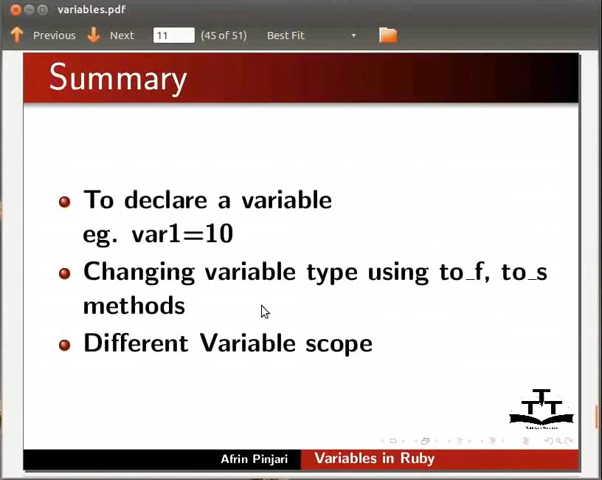 variables.pdf
Previous Next 11 (45 of 51) Best Fit
Summary
To declare a variable
eg. var1=10
Changing variable type using to_f, to_s
methods
Different Variable scope
TTT
Afrin Pinjari Variables in Ruby